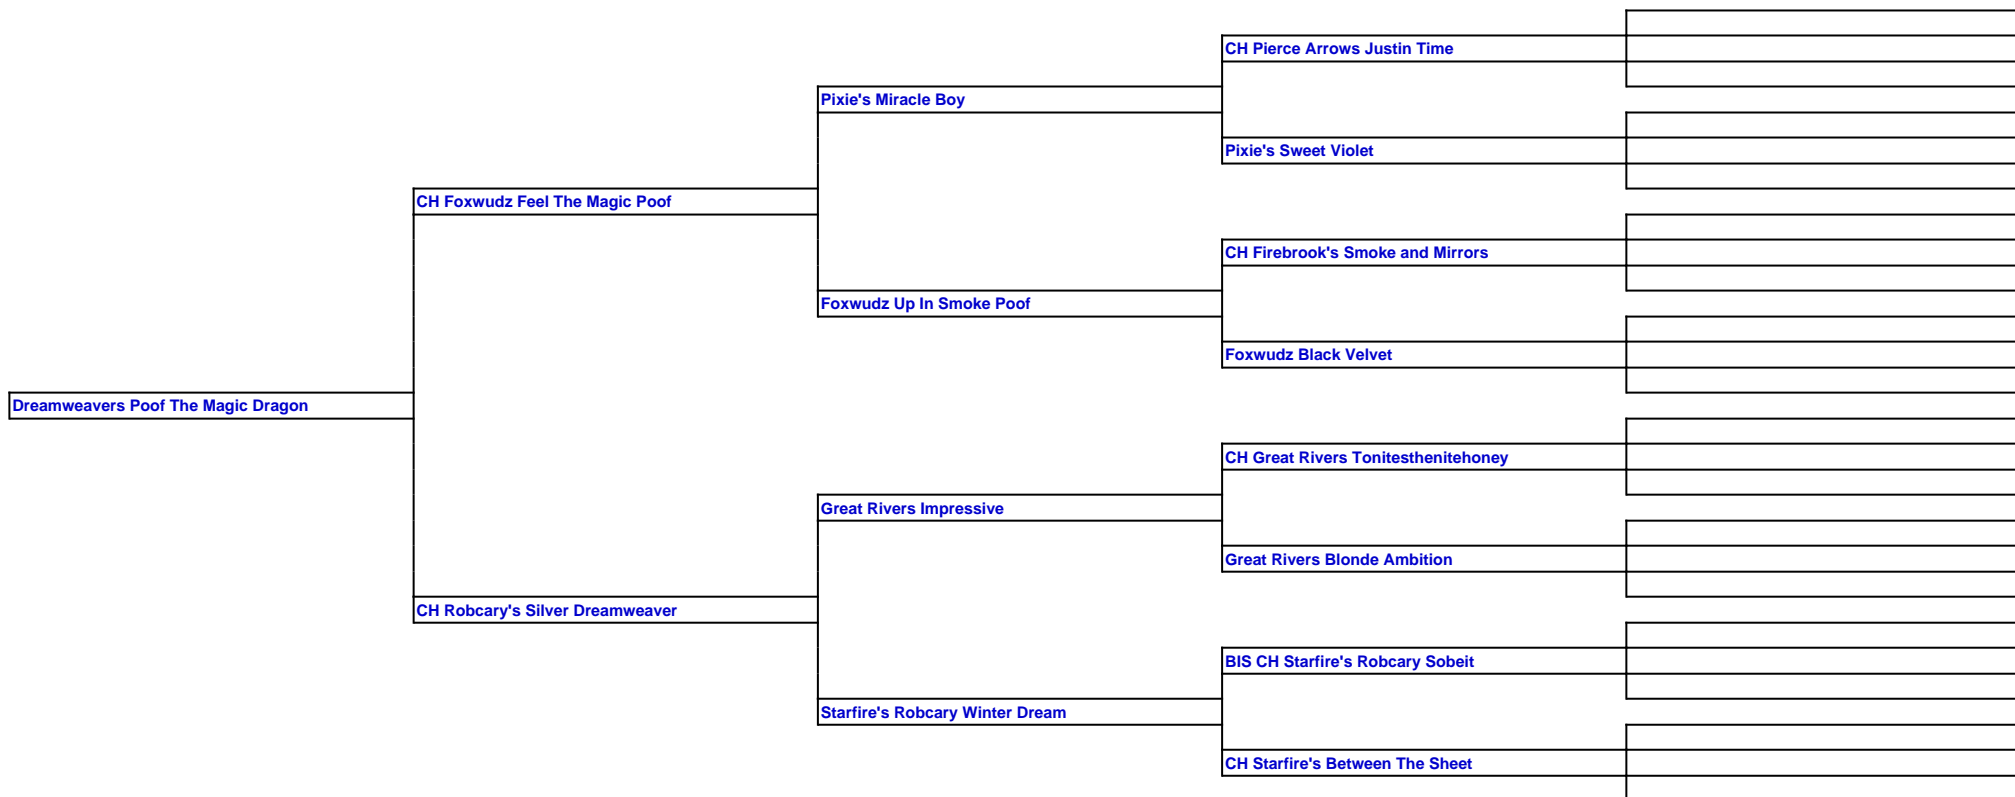 CH Pierce Arrows Justin Time
Pixie's Miracle Boy
Pixie's Sweet Violet
CH Foxwudz Feel The Magic Poof
CH Firebrook's Smoke and Mirrors
Foxwudz Up In Smoke Poof
Foxwudz Black Velvet
Dreamweavers Poof The Magic Dragon
CH Great Rivers Tonitesthenitehoney
Great Rivers Impressive
Great Rivers Blonde Ambition
CH Robcary's Silver Dreamweaver
BIS CH Starfire's Robcary Sobeit
Starfire's Robcary Winter Dream
CH Starfire's Between The Sheet